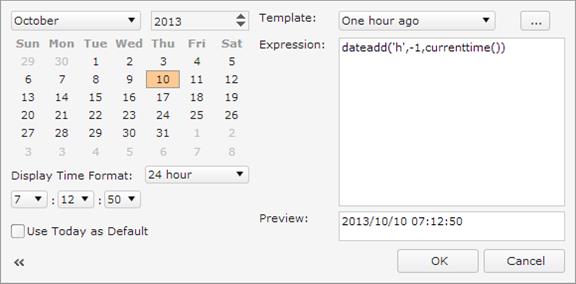 October 2013
Sun Mon Tue Wed Thu Fri Sat
29 30 1 2 3 4 5
6 7 8 9 10 11 12
13 14 15 16 17 18 19
20 21 22 23 24 25 26
27 28 29 30 31 1 2
3 3 4 5 6 7 8
Display Time Format: 24 hour
7 : 12 : 50
Use Today as Default
«
Template: One hour ago ...
Expression: dateadd('h',-1,currenttime())
Preview: 2013/10/10 07:12:50
OK Cancel